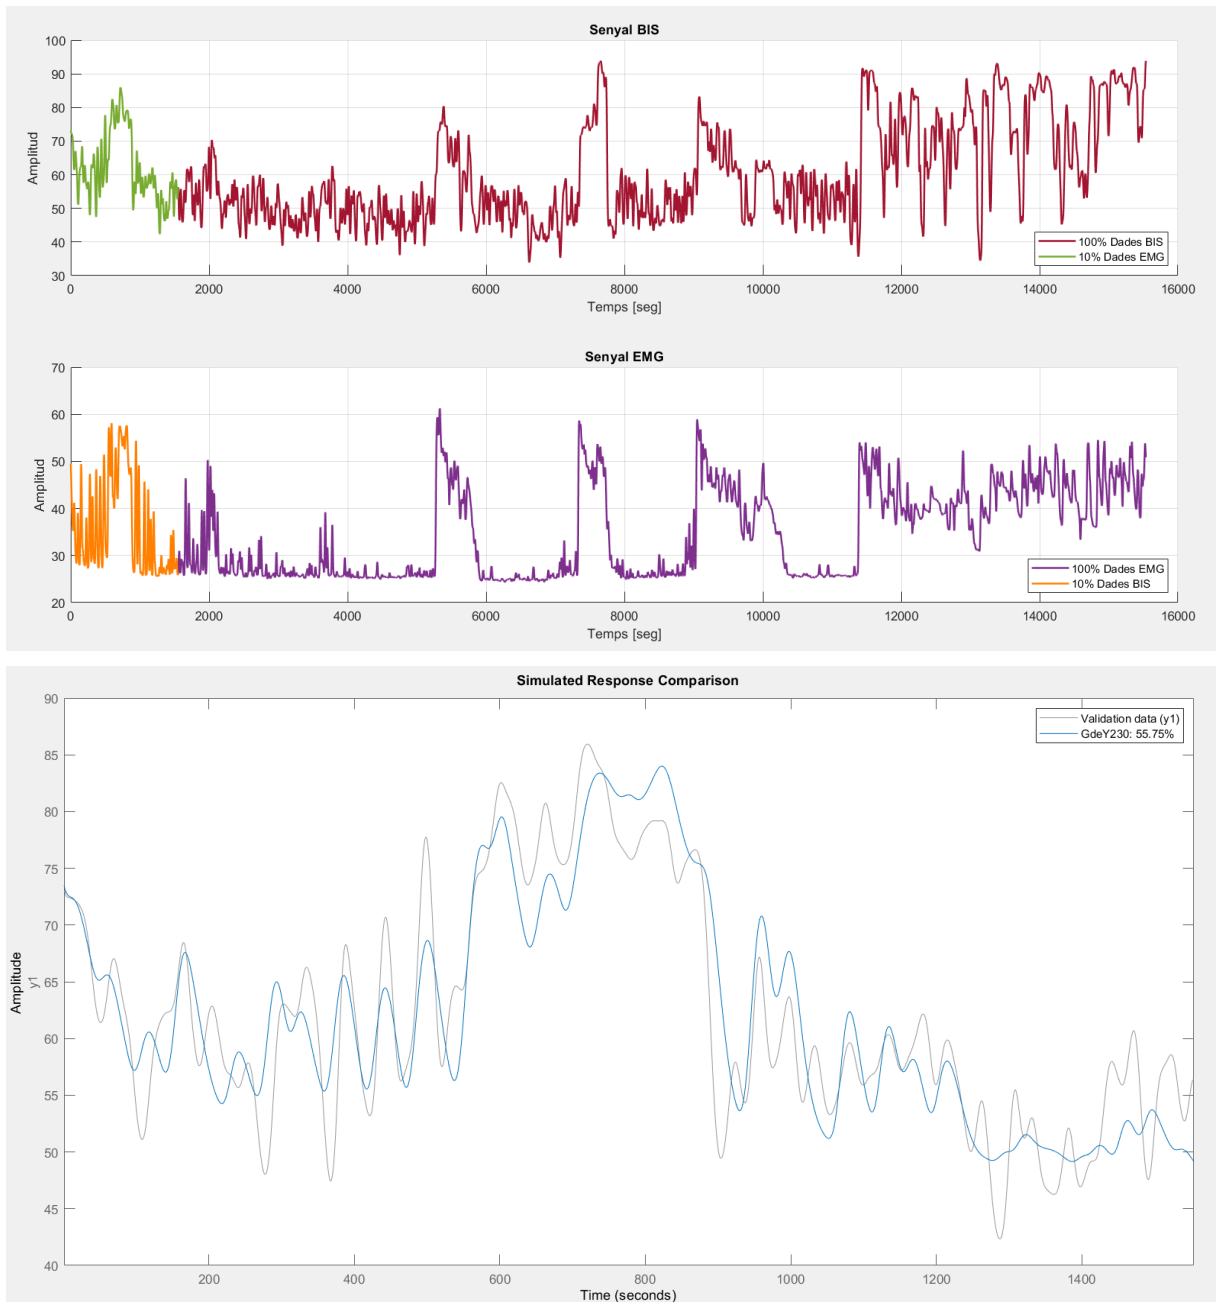 Senyal BIS
100
90
80
70
60
50
40
30
Amplitud
0 2000 4000 6000 8000 10000 12000 14000 16000
Temps [seg]
100% Dades BIS
10% Dades EMG
Senyal EMG
70
60
50
40
30
20
Amplitud
0 2000 4000 6000 8000 10000 12000 14000 16000
Temps [seg]
100% Dades EMG
10% Dades BIS
Simulated Response Comparison
90
85
80
75
70
65
60
55
50
45
40
Amplitude
y1
Validation data (y1)
GdeY230: 55.75%
200 400 600 800 1000 1200 1400
Time (seconds)